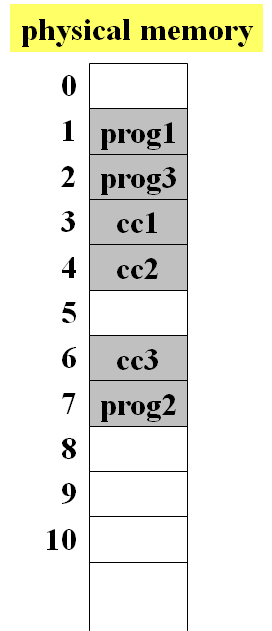 physical memory
0
1 prog1
2 prog3
3 cc1
4 cc2
5
6 cc3
7 prog2
8
9
10